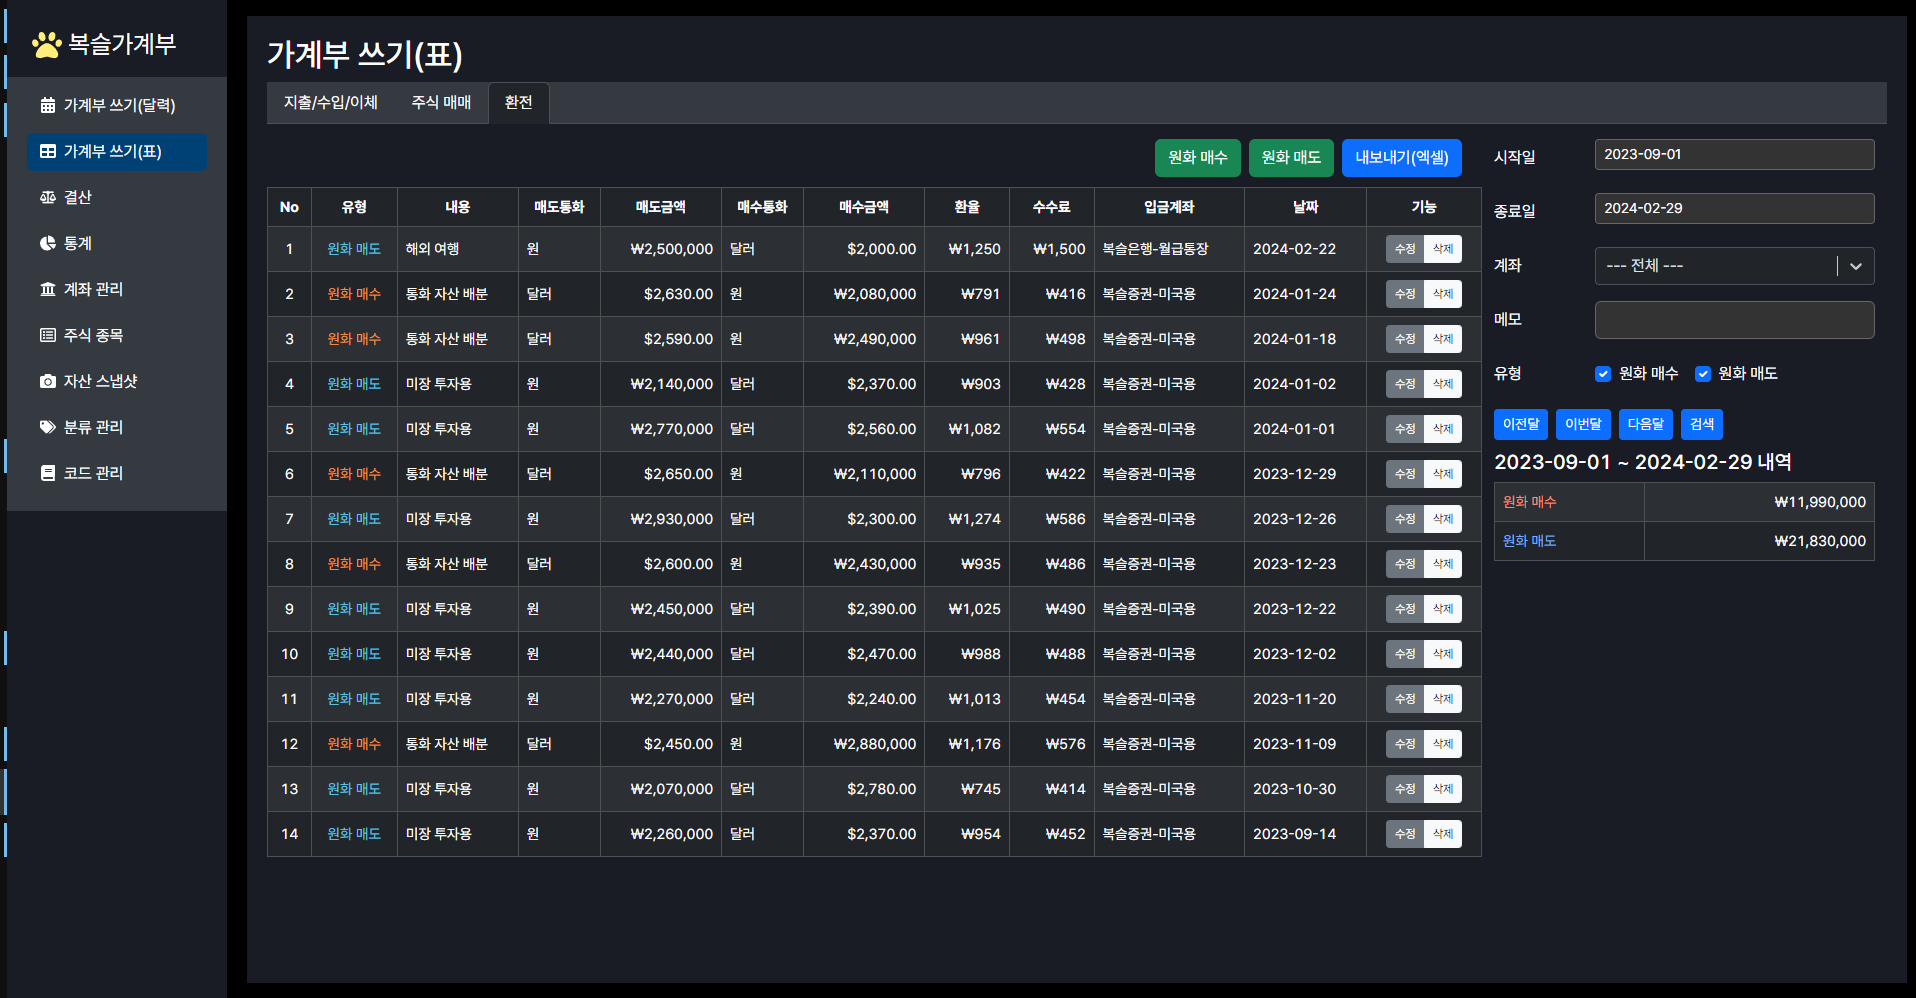 복슬가계부
가계부 쓰기(달력)
가계부 쓰기(표)
결산
통계
계좌 관리
주식 종목
자산 스냅샷
분류 관리
코드 관리
가계부 쓰기(표)
지출/수입/이체 주식 매매 환전
원화 매수 원화 매도 내보내기(엑셀)
No 유형 내용 매도통화 매도금액 매수통화 매수금액 환율 수수료 입금계좌 날짜 기능
1 원화 매도 해외 여행 원 ₩2,500,000 달러 $2,000.00 ₩1,250 ₩1,500 복슬은행-월급통장 2024-02-22 수정 삭제
2 원화 매수 통화 자산 배분 달러 $2,630.00 원 ₩2,080,000 ₩791 ₩416 복슬증권-미국용 2024-01-24 수정 삭제
3 원화 매수 통화 자산 배분 달러 $2,590.00 원 ₩2,490,000 ₩961 ₩498 복슬증권-미국용 2024-01-18 수정 삭제
4 원화 매도 미장 투자용 원 ₩2,140,000 달러 $2,370.00 ₩903 ₩428 복슬증권-미국용 2024-01-02 수정 삭제
5 원화 매도 미장 투자용 원 ₩2,770,000 달러 $2,560.00 ₩1,082 ₩554 복슬증권-미국용 2024-01-01 수정 삭제
6 원화 매수 통화 자산 배분 달러 $2,650.00 원 ₩2,110,000 ₩796 ₩422 복슬증권-미국용 2023-12-29 수정 삭제
7 원화 매도 미장 투자용 원 ₩2,930,000 달러 $2,300.00 ₩1,274 ₩586 복슬증권-미국용 2023-12-26 수정 삭제
8 원화 매수 통화 자산 배분 달러 $2,600.00 원 ₩2,430,000 ₩935 ₩486 복슬증권-미국용 2023-12-23 수정 삭제
9 원화 매도 미장 투자용 원 ₩2,450,000 달러 $2,390.00 ₩1,025 ₩490 복슬증권-미국용 2023-12-22 수정 삭제
10 원화 매도 미장 투자용 원 ₩2,440,000 달러 $2,470.00 ₩988 ₩488 복슬증권-미국용 2023-12-02 수정 삭제
11 원화 매도 미장 투자용 원 ₩2,270,000 달러 $2,240.00 ₩1,013 ₩454 복슬증권-미국용 2023-11-20 수정 삭제
12 원화 매수 통화 자산 배분 달러 $2,450.00 원 ₩2,880,000 ₩1,176 ₩576 복슬증권-미국용 2023-11-09 수정 삭제
13 원화 매도 미장 투자용 원 ₩2,070,000 달러 $2,780.00 ₩745 ₩414 복슬증권-미국용 2023-10-30 수정 삭제
14 원화 매도 미장 투자용 원 ₩2,260,000 달러 $2,370.00 ₩954 ₩452 복슬증권-미국용 2023-09-14 수정 삭제
시작일 2023-09-01
종료일 2024-02-29
계좌 --- 전체 ---
메모
유형 원화 매수 원화 매도
이전달 이번달 다음달 검색
2023-09-01 ~ 2024-02-29 내역
원화 매수 ₩11,990,000
원화 매도 ₩21,830,000